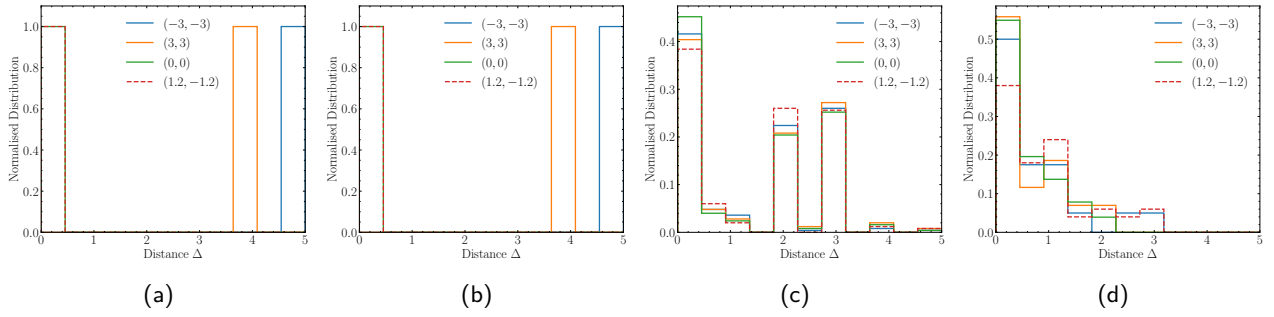 Normalised Distribution
1.0
0.8
0.6
0.4
0.2
0.0
0 1 2 3 4 5
Distance Δ
(−3, −3)
(3, 3)
(0, 0)
(1.2, −1.2)
(a)
Normalised Distribution
1.0
0.8
0.6
0.4
0.2
0.0
0 1 2 3 4 5
Distance Δ
(−3, −3)
(3, 3)
(0, 0)
(1.2, −1.2)
(b)
Normalised Distribution
0.4
0.3
0.2
0.1
0.0
0 1 2 3 4 5
Distance Δ
(−3, −3)
(3, 3)
(0, 0)
(1.2, −1.2)
(c)
Normalised Distribution
0.5
0.4
0.3
0.2
0.1
0.0
0 1 2 3 4 5
Distance Δ
(−3, −3)
(3, 3)
(0, 0)
(1.2, −1.2)
(d)